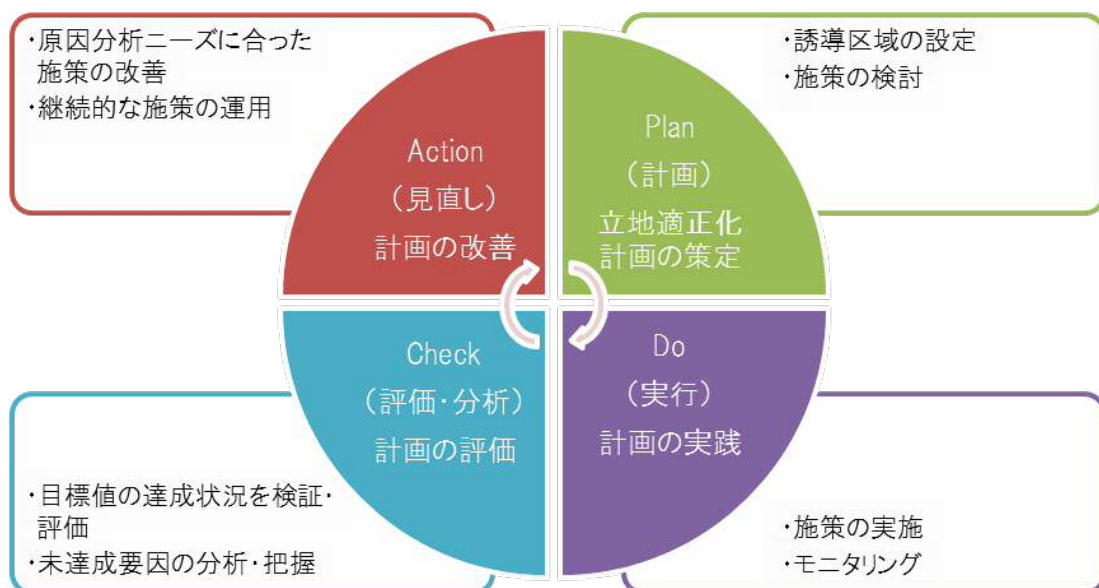 ・原因分析ニーズに合った
施策の改善
・継続的な施策の運用
Action
（見直し）
計画の改善
Plan
（計画）
立地適正化
計画の策定
・誘導区域の設定
・施策の検討
Check
（評価・分析）
計画の評価
・目標値の達成状況を検証・
評価
・未達成要因の分析・把握
Do
（実行）
計画の実践
・施策の実施
・モニタリング